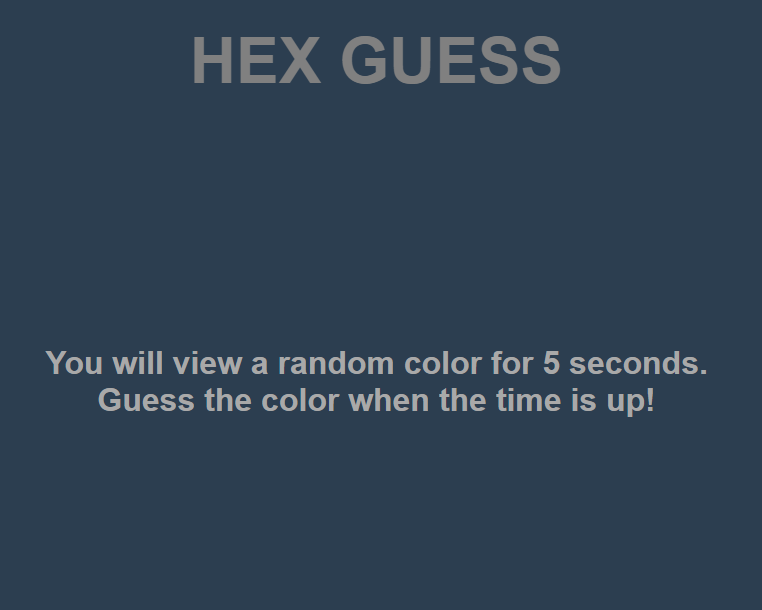 HEX GUESS
You will view a random color for 5 seconds.
Guess the color when the time is up!